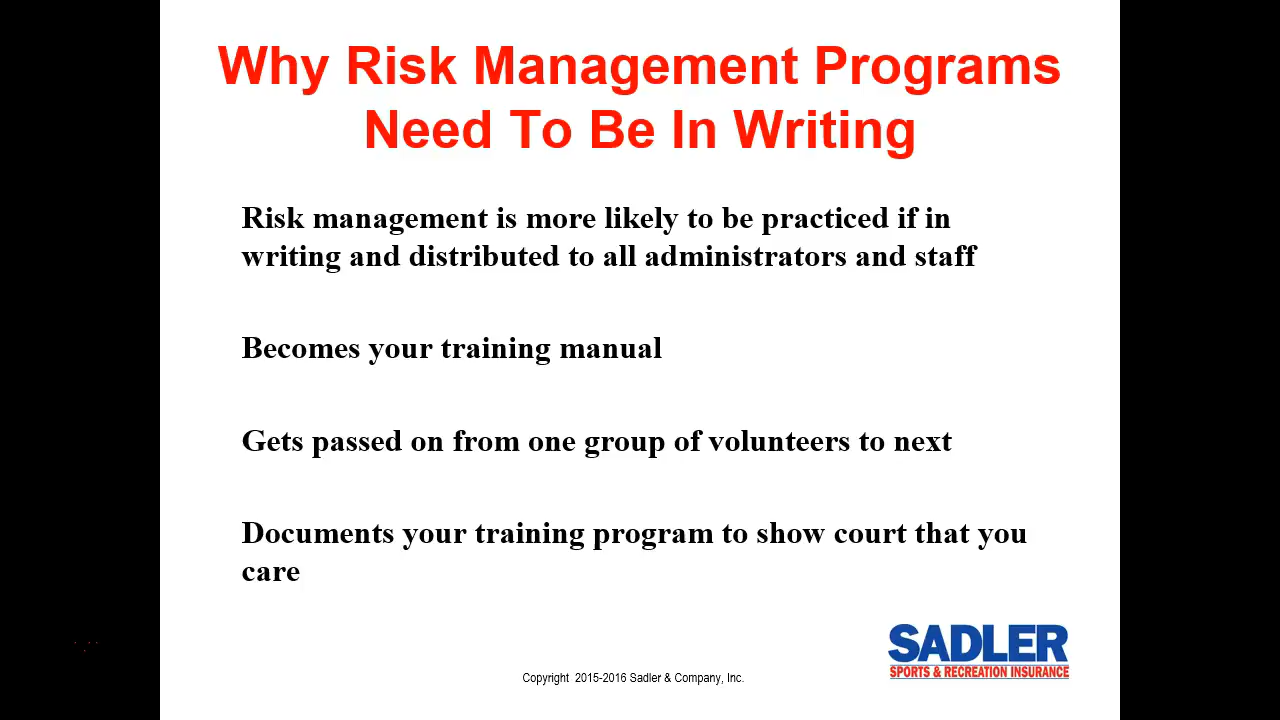 Why Risk Management Programs
Need To Be In Writing
Risk management is more likely to be practiced if in
writing and distributed to all administrators and staff
Becomes your training manual
Gets passed on from one group of volunteers to next
Documents your training program to show court that you
care
SADLER
SPORTS & RECREATION INSURANCE
Copyright 2015-2016 Sadler & Company, Inc.